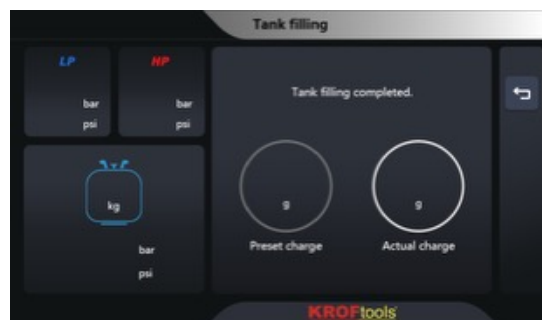 Tank filling
LP
HP
bar
bar
psi
psi
kg
bar
psi
Tank filling completed.
g
g
Preset charge
Actual charge
KROFtools